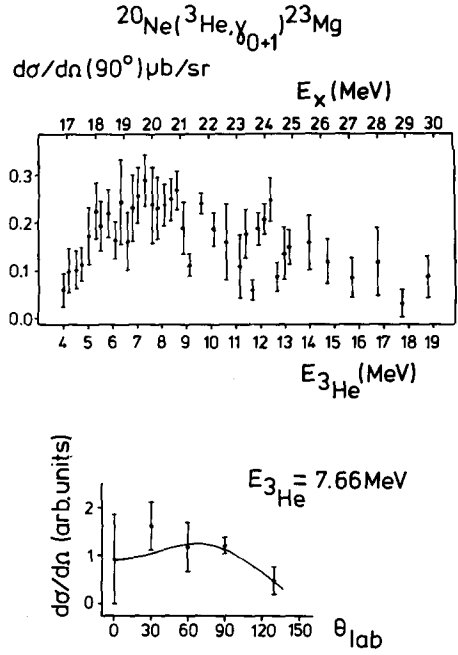 20Ne(3He,γ0+1)23Mg
dσ/dΩ(90°)μb/sr
Ex(MeV)
17 18 19 20 21 22 23 24 25 26 27 28 29 30
0.3
0.2
0.1
0.0
4 5 6 7 8 9 10 11 12 13 14 15 16 17 18 19
E3He(MeV)
dσ/dΩ (arb.units)
E3He = 7.66MeV
2
1
0
0 30 60 90 120 150
θlab